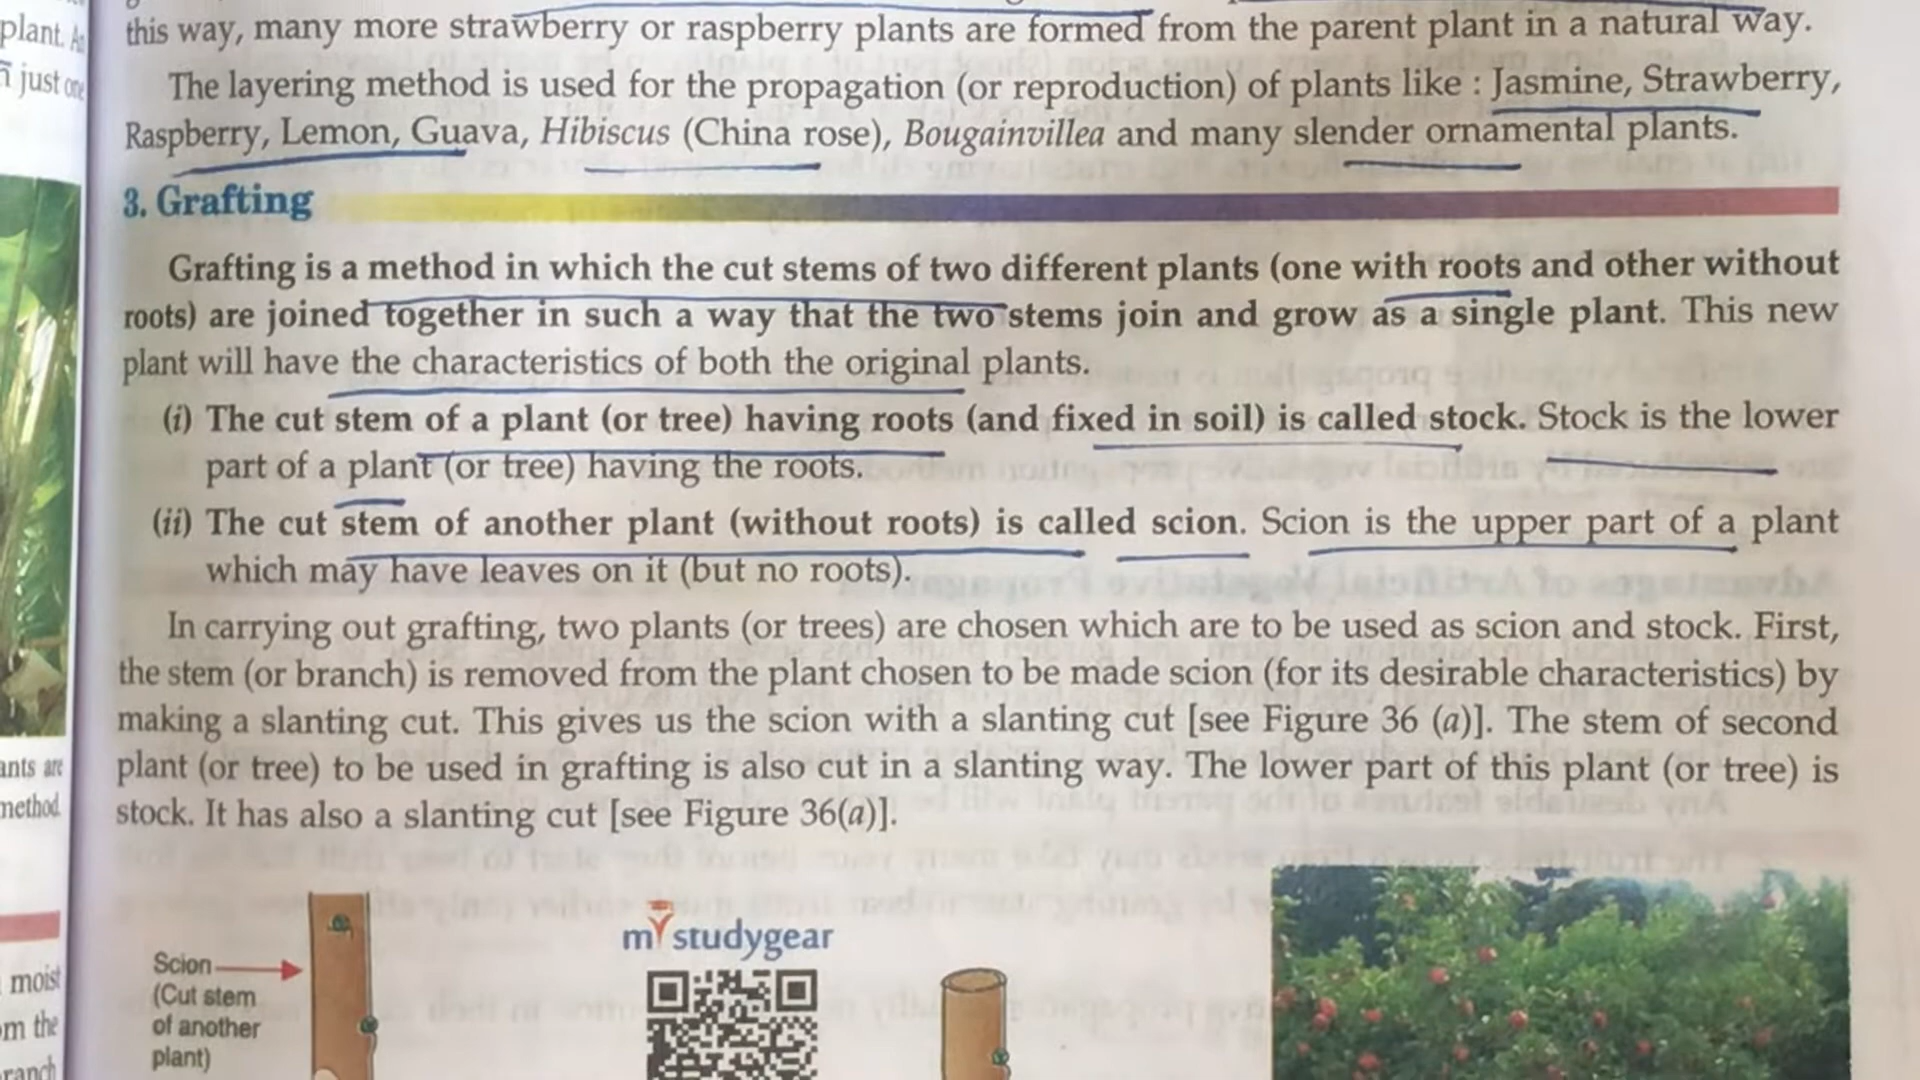 this way, many more strawberry or raspberry plants are formed from the parent plant in a natural way.
The layering method is used for the propagation (or reproduction) of plants like : Jasmine, Strawberry,
Raspberry, Lemon, Guava, Hibiscus (China rose), Bougainvillea and many slender ornamental plants.
3. Grafting
Grafting is a method in which the cut stems of two different plants (one with roots and other without
roots) are joined together in such a way that the two stems join and grow as a single plant. This new
plant will have the characteristics of both the original plants.
(i) The cut stem of a plant (or tree) having roots (and fixed in soil) is called stock. Stock is the lower
part of a plant (or tree) having the roots.
(ii) The cut stem of another plant (without roots) is called scion. Scion is the upper part of a plant
which may have leaves on it (but no roots).
In carrying out grafting, two plants (or trees) are chosen which are to be used as scion and stock. First,
the stem (or branch) is removed from the plant chosen to be made scion (for its desirable characteristics) by
making a slanting cut. This gives us the scion with a slanting cut [see Figure 36 (a)]. The stem of second
plant (or tree) to be used in grafting is also cut in a slanting way. The lower part of this plant (or tree) is
stock. It has also a slanting cut [see Figure 36(a)].
Scion
(Cut stem
of another
plant)
my studygear
plant.
just
ants are
method
moist
om the
ranch